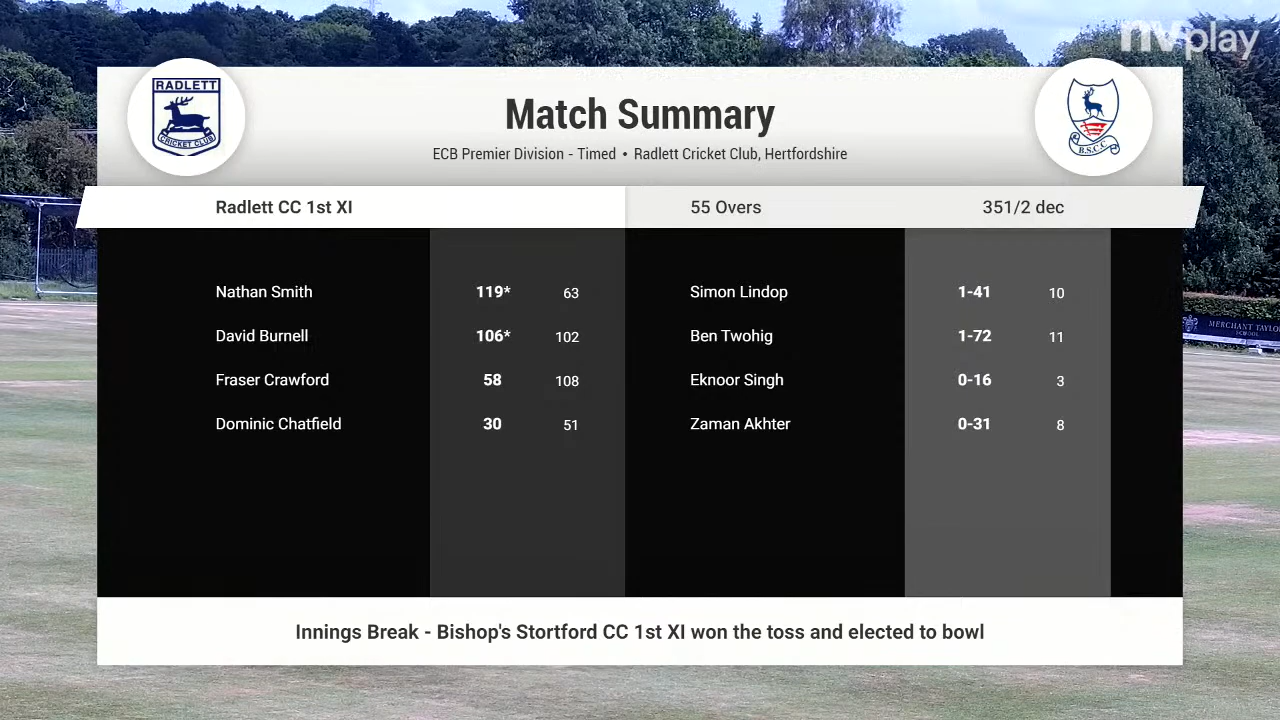 nvplay
RADLETT
CRICKET CLUB
B.S.C.C
Match Summary
ECB Premier Division - Timed • Radlett Cricket Club, Hertfordshire
Radlett CC 1st XI 55 Overs 351/2 dec
Nathan Smith 119* 63 Simon Lindop 1-41 10
David Burnell 106* 102 Ben Twohig 1-72 11
Fraser Crawford 58 108 Eknoor Singh 0-16 3
Dominic Chatfield 30 51 Zaman Akhter 0-31 8
MERCHANT TAYLO
SCHOOL
Innings Break - Bishop's Stortford CC 1st XI won the toss and elected to bowl